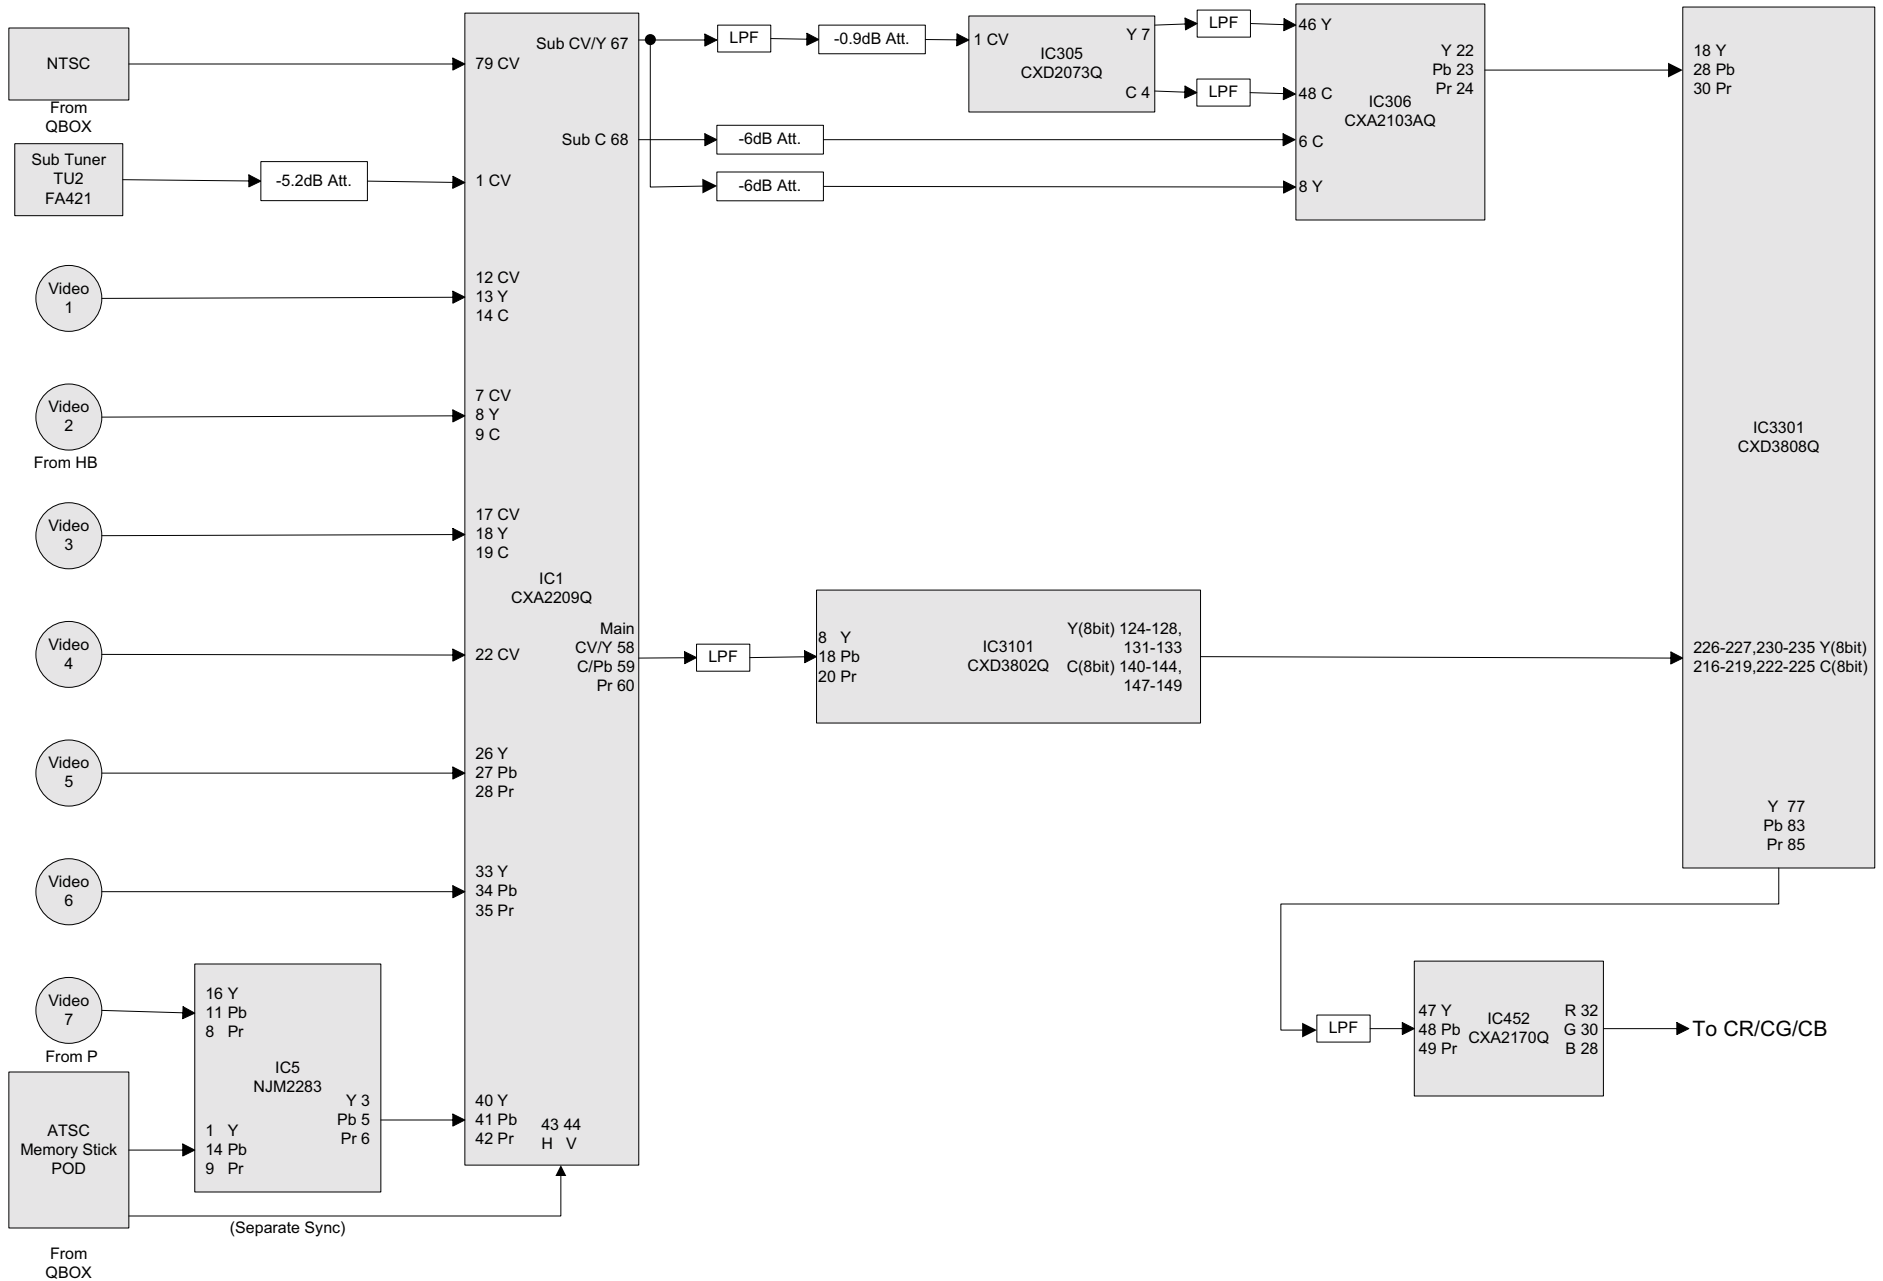 NTSC
From
QBOX
Sub Tuner
TU2
FA421
-5.2dB Att.
Video
1
Video
2
From HB
Video
3
Video
4
Video
5
Video
6
Video
7
From P
ATSC
Memory Stick
POD
From
QBOX
(Separate Sync)
16 Y
11 Pb
8 Pr
IC5
NJM2283
1 Y
14 Pb
9 Pr
Y 3
Pb 5
Pr 6
79 CV
1 CV
12 CV
13 Y
14 C
7 CV
8 Y
9 C
17 CV
18 Y
19 C
IC1
CXA2209Q
22 CV
26 Y
27 Pb
28 Pr
33 Y
34 Pb
35 Pr
40 Y
41 Pb
42 Pr
43 44
H V
Sub CV/Y 67
Sub C 68
Main
CV/Y 58
C/Pb 59
Pr 60
LPF
-0.9dB Att.
-6dB Att.
-6dB Att.
1 CV
IC305
CXD2073Q
Y 7
C 4
LPF
LPF
46 Y
48 C
6 C
8 Y
IC306
CXA2103AQ
Y 22
Pb 23
Pr 24
LPF
8 Y
18 Pb
20 Pr
IC3101
CXD3802Q
Y(8bit) 124-128,
131-133
C(8bit) 140-144,
147-149
18 Y
28 Pb
30 Pr
IC3301
CXD3808Q
226-227,230-235 Y(8bit)
216-219,222-225 C(8bit)
Y 77
Pb 83
Pr 85
LPF
47 Y
48 Pb
49 Pr
IC452
CXA2170Q
R 32
G 30
B 28
To CR/CG/CB